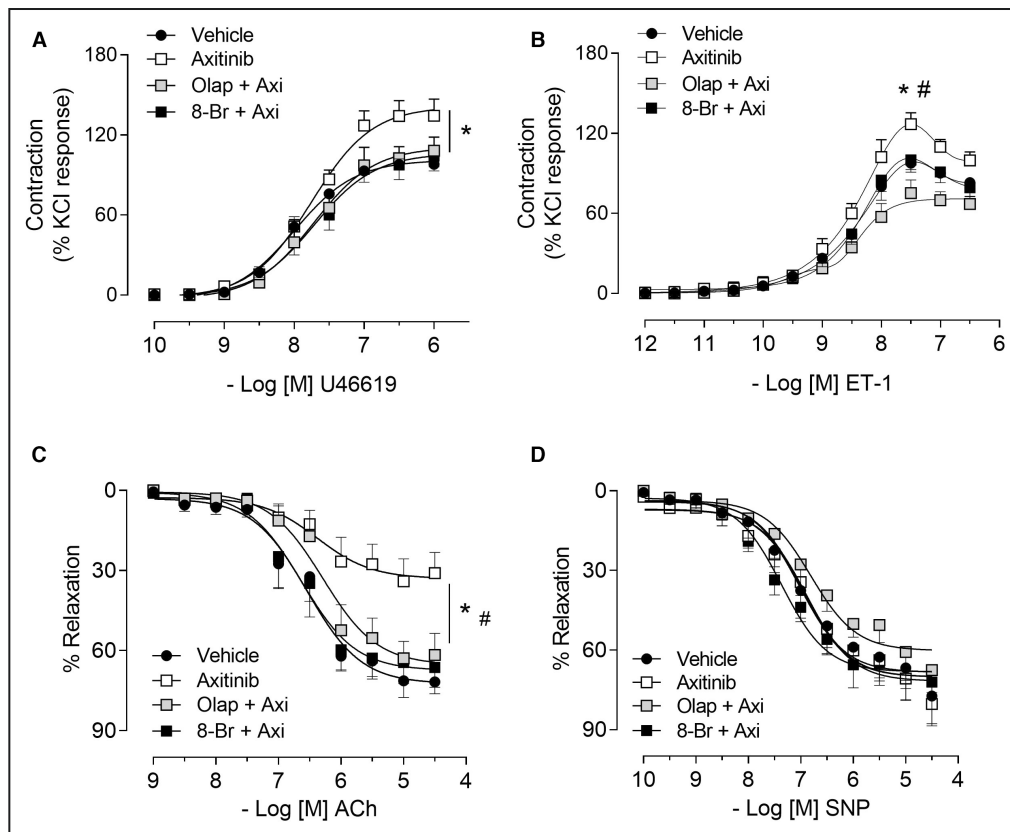 A
Vehicle
Axitinib
Olap + Axi
8-Br + Axi
180
120
60
0
Contraction
(% KCl response)
*
10 9 8 7 6
- Log [M] U46619
B
Vehicle
Axitinib
Olap + Axi
8-Br + Axi
180
120
60
0
Contraction
(% KCl response)
* #
12 11 10 9 8 7 6
- Log [M] ET-1
C
0
30
60
90
% Relaxation
* #
Vehicle
Axitinib
Olap + Axi
8-Br + Axi
9 8 7 6 5 4
- Log [M] ACh
D
0
30
60
90
% Relaxation
Vehicle
Axitinib
Olap + Axi
8-Br + Axi
10 9 8 7 6 5 4
- Log [M] SNP